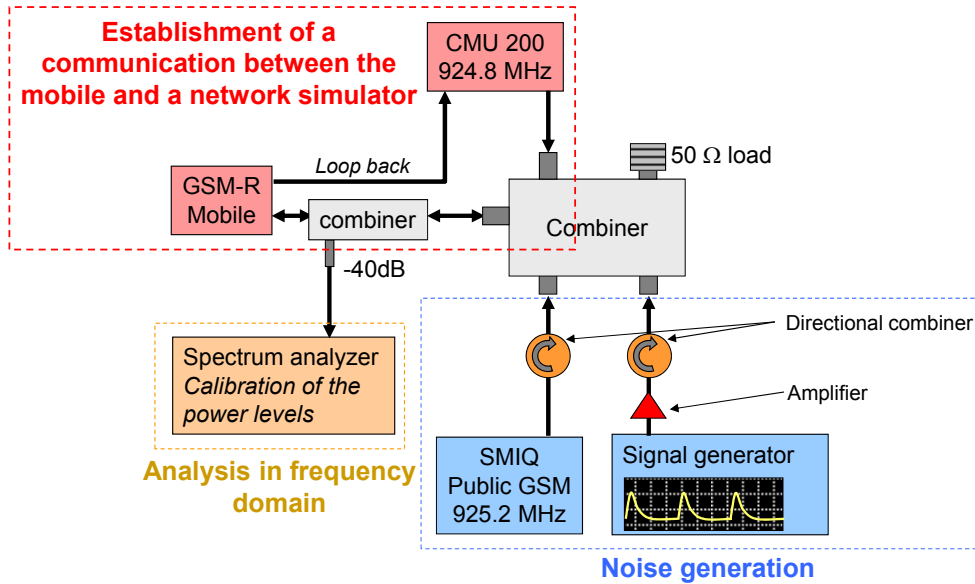 Establishment of a
communication between the
mobile and a network simulator
CMU 200
924.8 MHz
50 Ω load
Loop back
GSM-R
Mobile
combiner
Combiner
-40dB
Directional combiner
Spectrum analyzer
Calibration of the
power levels
Amplifier
Analysis in frequency
domain
SMIQ
Public GSM
925.2 MHz
Signal generator
Noise generation